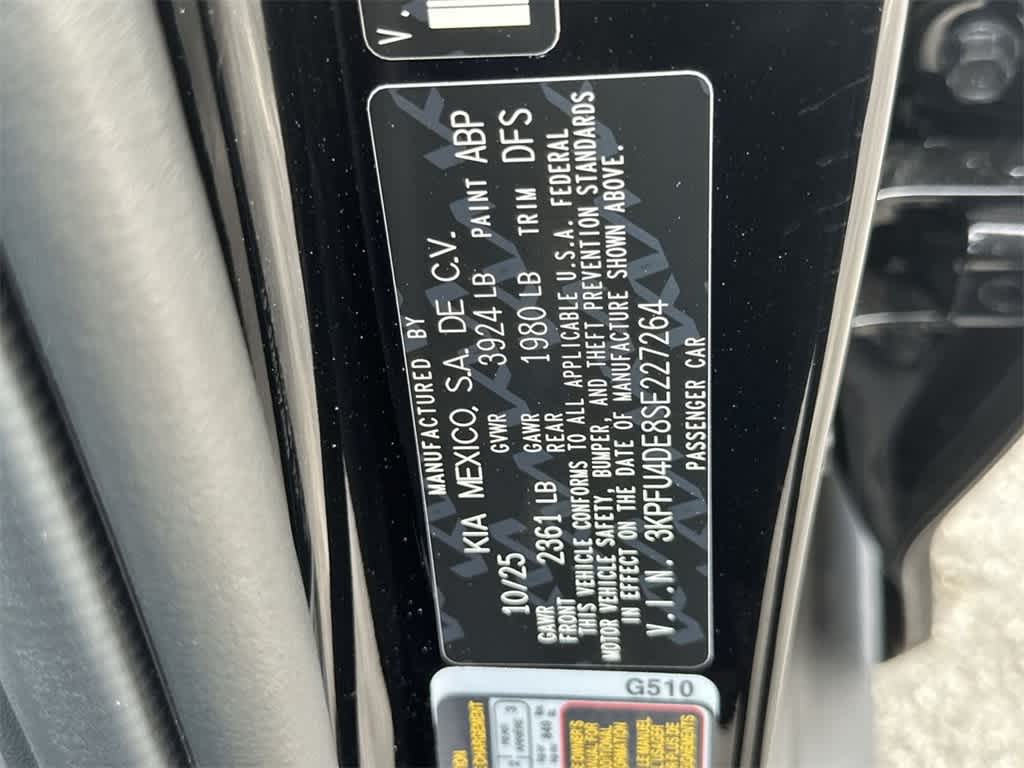 V.
MANUFACTURED BY
KIA MEXICO, S.A. DE C.V.
10/25 GVWR 3924 LB PAINT ABP
GAWR FRONT 2361 LB GAWR REAR 1980 LB TRIM DFS
THIS VEHICLE CONFORMS TO ALL APPLICABLE U.S.A. FEDERAL
MOTOR VEHICLE SAFETY, BUMPER, AND THEFT PREVENTION STANDARDS
IN EFFECT ON THE DATE OF MANUFACTURE SHOWN ABOVE.
V.I.N. 3KPFU4DE8SE227264
PASSENGER CAR
G510